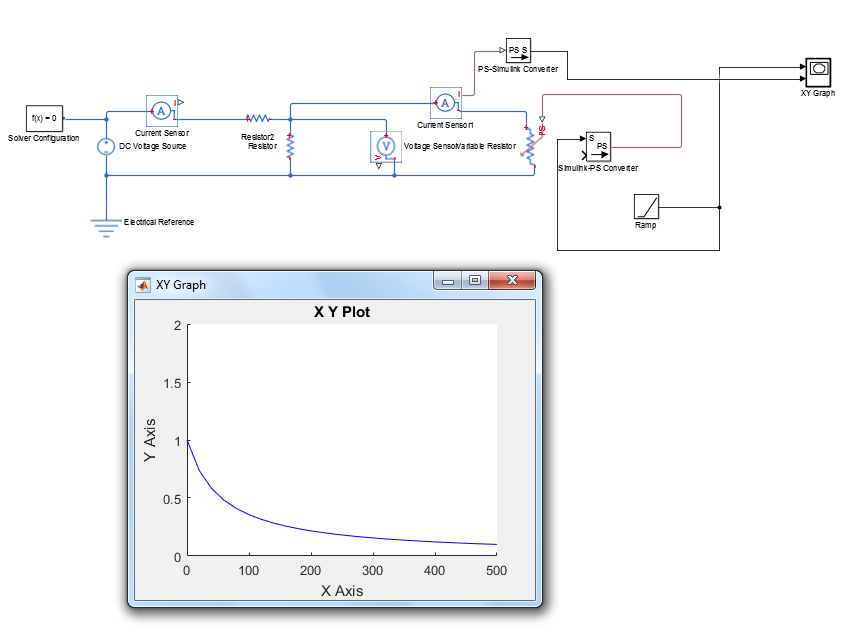 PS S
PS-Simulink Converter
XY Graph
f(x) = 0
Solver Configuration
A
I
Current Sensor
DC Voltage Source
Resistor2
Resistor
V
V
Voltage Sensor
Variable Resistor
A
I
Current Sensor1
PS
S
PS
Simulink-PS Converter
Ramp
Electrical Reference
XY Graph
X Y Plot
2
1.5
1
0.5
0
Y Axis
0 100 200 300 400 500
X Axis